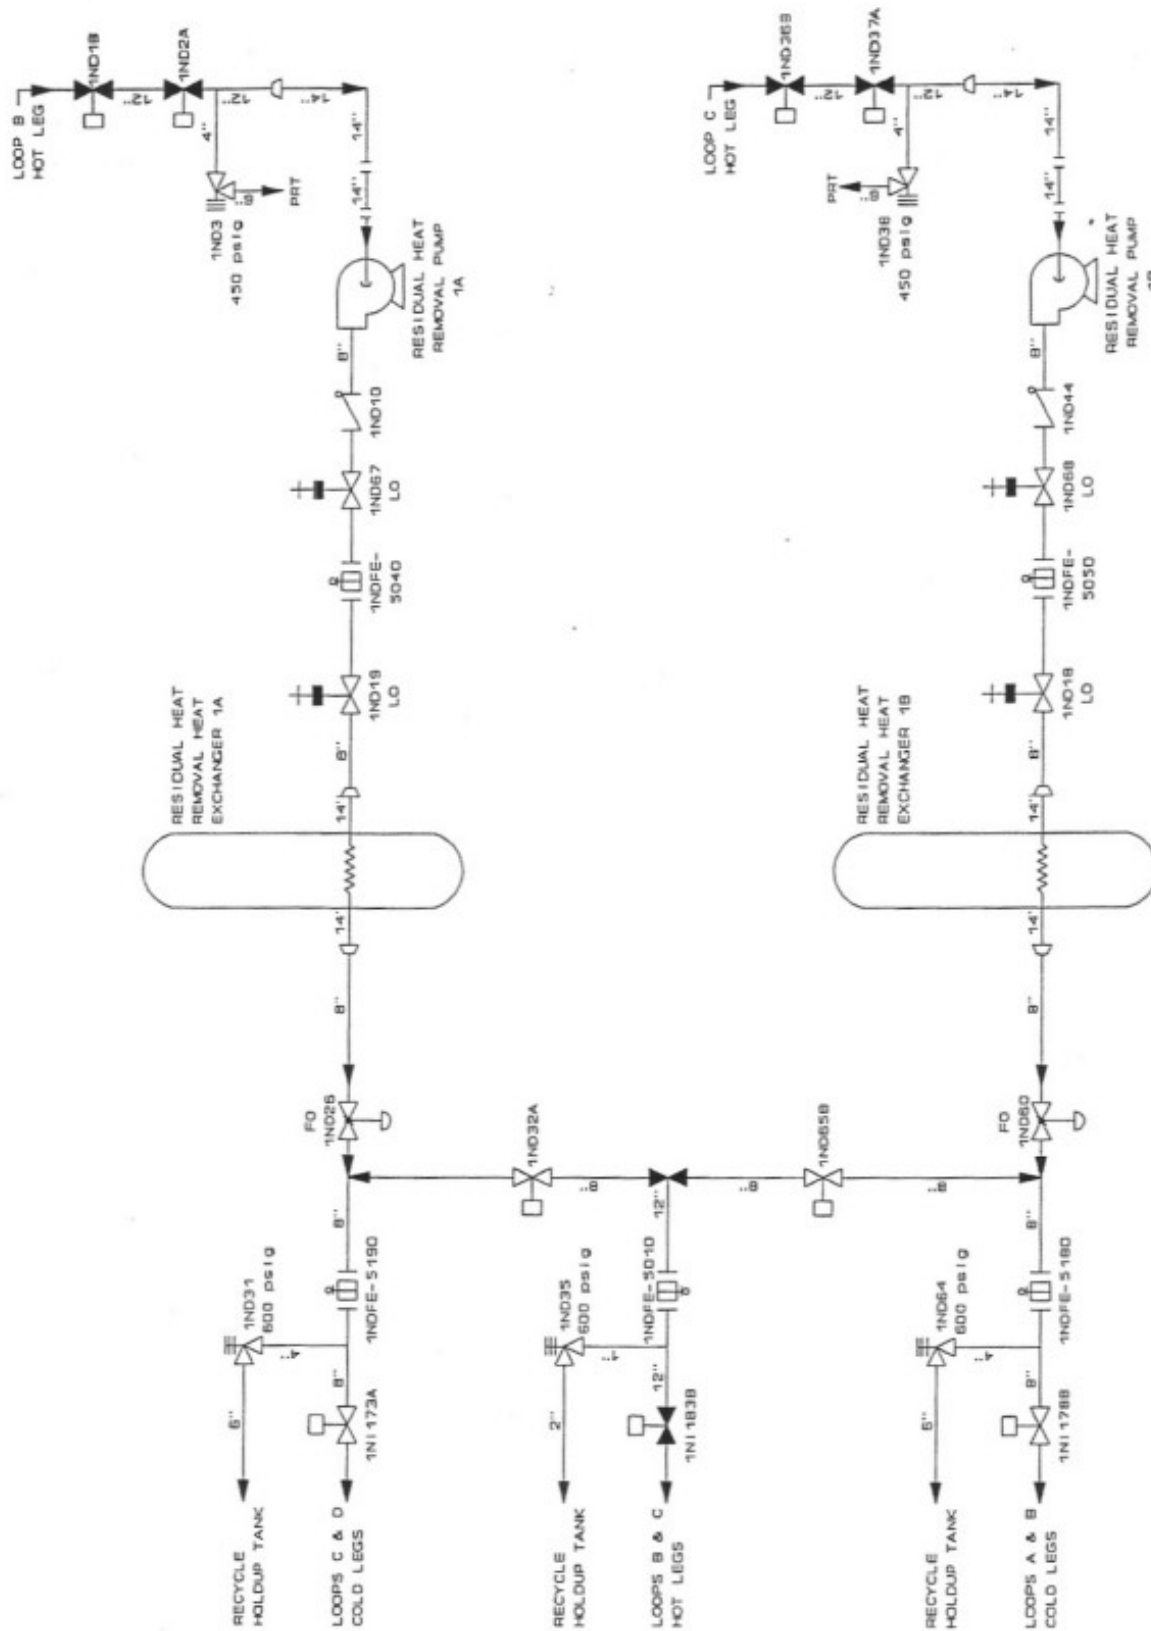 LOOP B
HOT LEG
1ND1B
12"
1ND2A
12"
14"
4"
6"
PRT
1ND3
450 psig
14"
14"
RESIDUAL HEAT
REMOVAL PUMP
1A
8"
1ND10
1ND67
LO
1NDFE-
5040
1ND19
LO
8"
RESIDUAL HEAT
REMOVAL HEAT
EXCHANGER 1A
14'
14'
8"
FO
1ND26
8"
1NDFE-5190
1ND31
600 psig
4"
6"
8"
1NI173A
RECYCLE
HOLDUP TANK
LOOPS C & D
COLD LEGS
LOOP C
HOT LEG
1ND36B
12"
1ND37A
12"
14"
4"
6"
PRT
1ND38
450 psig
14"
14"
RESIDUAL HEAT
REMOVAL PUMP
8"
1ND44
1ND68
LO
1NDFE-
5050
1ND18
LO
8"
RESIDUAL HEAT
REMOVAL HEAT
EXCHANGER 1B
14'
14'
8"
FO
1ND60
1ND32A
8"
8"
1ND65B
8"
12"
1NDFE-5010
1ND35
600 psig
2"
12"
1NI183B
RECYCLE
HOLDUP TANK
LOOPS B & C
HOT LEGS
8"
1NDFE-5180
1ND64
600 psig
4"
6"
8"
1NI178B
RECYCLE
HOLDUP TANK
LOOPS A & B
COLD LEGS